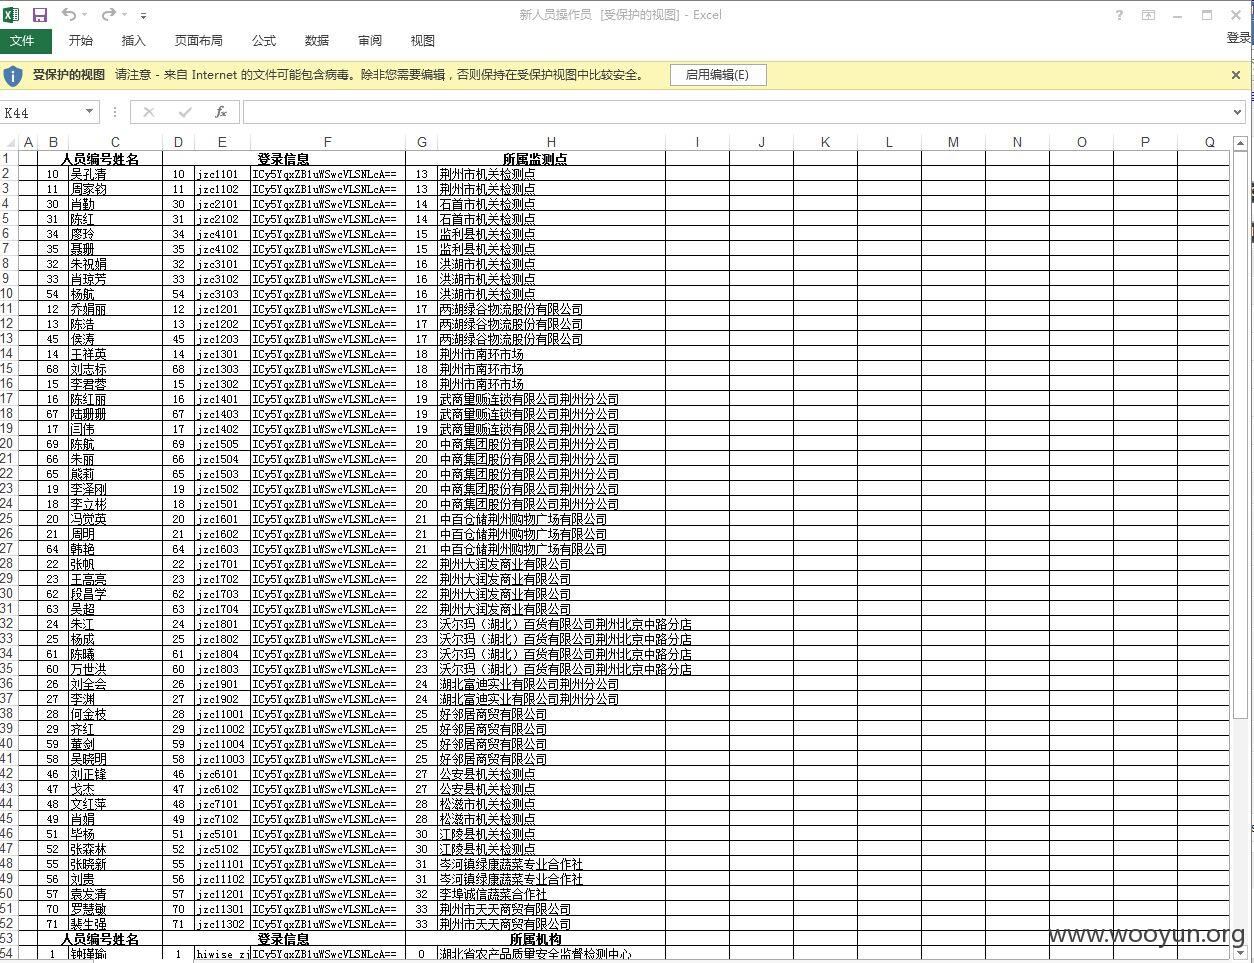 新人员操作员 [受保护的视图] - Excel
文件 开始 插入 页面布局 公式 数据 审阅 视图 登录
受保护的视图 请注意 - 来自 Internet 的文件可能包含病毒。除非您需要编辑，否则保持在受保护视图中比较安全。 启用编辑(E)
K44 fx
A B C D E F G H I J K L M N O P Q
1 人员编号姓名 登录信息 所属监测点
2 10 吴孔清 10 jzc1101 ICy5YqxZB1uWSwcVLSNLcA== 13 荆州市机关检测点
3 11 周家钧 11 jzc1102 ICy5YqxZB1uWSwcVLSNLcA== 13 荆州市机关检测点
4 30 肖勤 30 jzc2101 ICy5YqxZB1uWSwcVLSNLcA== 14 石首市机关检测点
5 31 陈红 31 jzc2102 ICy5YqxZB1uWSwcVLSNLcA== 14 石首市机关检测点
6 34 廖玲 34 jzc4101 ICy5YqxZB1uWSwcVLSNLcA== 15 监利县机关检测点
7 35 聂珊 35 jzc4102 ICy5YqxZB1uWSwcVLSNLcA== 15 监利县机关检测点
8 32 朱祝娟 32 jzc3101 ICy5YqxZB1uWSwcVLSNLcA== 16 洪湖市机关检测点
9 33 肖琼芳 33 jzc3102 ICy5YqxZB1uWSwcVLSNLcA== 16 洪湖市机关检测点
10 54 杨航 54 jzc3103 ICy5YqxZB1uWSwcVLSNLcA== 16 洪湖市机关检测点
11 12 乔娟丽 12 jzc1201 ICy5YqxZB1uWSwcVLSNLcA== 17 两湖绿谷物流股份有限公司
12 13 陈浩 13 jzc1202 ICy5YqxZB1uWSwcVLSNLcA== 17 两湖绿谷物流股份有限公司
13 45 侯涛 45 jzc1203 ICy5YqxZB1uWSwcVLSNLcA== 17 两湖绿谷物流股份有限公司
14 14 王祥英 14 jzc1301 ICy5YqxZB1uWSwcVLSNLcA== 18 荆州市南环市场
15 68 刘志标 68 jzc1303 ICy5YqxZB1uWSwcVLSNLcA== 18 荆州市南环市场
16 15 李君蓉 15 jzc1302 ICy5YqxZB1uWSwcVLSNLcA== 18 荆州市南环市场
17 16 陈红丽 16 jzc1401 ICy5YqxZB1uWSwcVLSNLcA== 19 武商量贩连锁有限公司荆州分公司
18 67 陆珊珊 67 jzc1403 ICy5YqxZB1uWSwcVLSNLcA== 19 武商量贩连锁有限公司荆州分公司
19 17 闫伟 17 jzc1402 ICy5YqxZB1uWSwcVLSNLcA== 19 武商量贩连锁有限公司荆州分公司
20 69 陈航 69 jzc1505 ICy5YqxZB1uWSwcVLSNLcA== 20 中商集团股份有限公司荆州分公司
21 66 朱丽 66 jzc1504 ICy5YqxZB1uWSwcVLSNLcA== 20 中商集团股份有限公司荆州分公司
22 65 熊莉 65 jzc1503 ICy5YqxZB1uWSwcVLSNLcA== 20 中商集团股份有限公司荆州分公司
23 19 李泽刚 19 jzc1502 ICy5YqxZB1uWSwcVLSNLcA== 20 中商集团股份有限公司荆州分公司
24 18 李立彬 18 jzc1501 ICy5YqxZB1uWSwcVLSNLcA== 20 中商集团股份有限公司荆州分公司
25 20 冯觉英 20 jzc1601 ICy5YqxZB1uWSwcVLSNLcA== 21 中百仓储荆州购物广场有限公司
26 21 周明 21 jzc1602 ICy5YqxZB1uWSwcVLSNLcA== 21 中百仓储荆州购物广场有限公司
27 64 韩艳 64 jzc1603 ICy5YqxZB1uWSwcVLSNLcA== 21 中百仓储荆州购物广场有限公司
28 22 张帆 22 jzc1701 ICy5YqxZB1uWSwcVLSNLcA== 22 荆州大润发商业有限公司
29 23 王高亮 23 jzc1702 ICy5YqxZB1uWSwcVLSNLcA== 22 荆州大润发商业有限公司
30 62 段昌学 62 jzc1703 ICy5YqxZB1uWSwcVLSNLcA== 22 荆州大润发商业有限公司
31 63 吴超 63 jzc1704 ICy5YqxZB1uWSwcVLSNLcA== 22 荆州大润发商业有限公司
32 24 朱江 24 jzc1801 ICy5YqxZB1uWSwcVLSNLcA== 23 沃尔玛（湖北）百货有限公司荆州北京中路分店
33 25 杨成 25 jzc1802 ICy5YqxZB1uWSwcVLSNLcA== 23 沃尔玛（湖北）百货有限公司荆州北京中路分店
34 61 陈曦 61 jzc1804 ICy5YqxZB1uWSwcVLSNLcA== 23 沃尔玛（湖北）百货有限公司荆州北京中路分店
35 60 万世洪 60 jzc1803 ICy5YqxZB1uWSwcVLSNLcA== 23 沃尔玛（湖北）百货有限公司荆州北京中路分店
36 26 刘全会 26 jzc1901 ICy5YqxZB1uWSwcVLSNLcA== 24 湖北富迪实业有限公司荆州分公司
37 27 李渊 27 jzc1902 ICy5YqxZB1uWSwcVLSNLcA== 24 湖北富迪实业有限公司荆州分公司
38 28 何金枝 28 jzc11001 ICy5YqxZB1uWSwcVLSNLcA== 25 好邻居商贸有限公司
39 29 齐红 29 jzc11002 ICy5YqxZB1uWSwcVLSNLcA== 25 好邻居商贸有限公司
40 59 董剑 59 jzc11004 ICy5YqxZB1uWSwcVLSNLcA== 25 好邻居商贸有限公司
41 58 吴晓明 58 jzc11003 ICy5YqxZB1uWSwcVLSNLcA== 25 好邻居商贸有限公司
42 46 刘正锋 46 jzc6101 ICy5YqxZB1uWSwcVLSNLcA== 27 公安县机关检测点
43 47 戈杰 47 jzc6102 ICy5YqxZB1uWSwcVLSNLcA== 27 公安县机关检测点
44 48 文红萍 48 jzc7101 ICy5YqxZB1uWSwcVLSNLcA== 28 松滋市机关检测点
45 49 肖娟 49 jzc7102 ICy5YqxZB1uWSwcVLSNLcA== 28 松滋市机关检测点
46 51 毕杨 51 jzc5101 ICy5YqxZB1uWSwcVLSNLcA== 30 江陵县机关检测点
47 52 张森林 52 jzc5102 ICy5YqxZB1uWSwcVLSNLcA== 30 江陵县机关检测点
48 55 张晓新 55 jzc11101 ICy5YqxZB1uWSwcVLSNLcA== 31 岑河镇绿康蔬菜专业合作社
49 56 刘贵 56 jzc11102 ICy5YqxZB1uWSwcVLSNLcA== 31 岑河镇绿康蔬菜专业合作社
50 57 袁发清 57 jzc11201 ICy5YqxZB1uWSwcVLSNLcA== 32 李埠诚信蔬菜合作社
51 70 罗慧敏 70 jzc11301 ICy5YqxZB1uWSwcVLSNLcA== 33 荆州市天天商贸有限公司
52 71 裴生强 71 jzc11302 ICy5YqxZB1uWSwcVLSNLcA== 33 荆州市天天商贸有限公司
53 人员编号姓名 登录信息 所属机构
54 1 钟瑾瑜 1 hiwise_zj ICy5YqxZB1uWSwcVLSNLcA== 0 湖北省农产品质量安全监督检测中心
www.wooyun.org